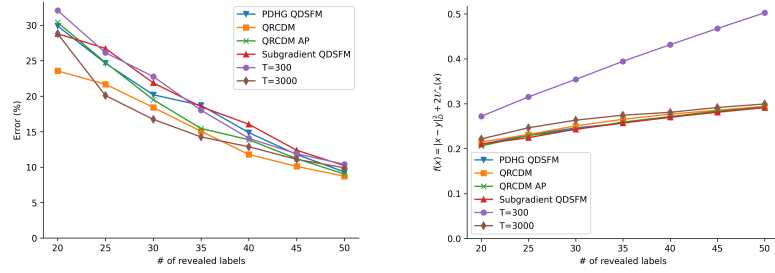 30
25
20
15
10
5
0
Error (%)
20
25
30
35
40
45
50
# of revealed labels
PDHG QDSFM
QRCDM
QRCDM AP
Subgradient QDSFM
T=300
T=3000
0.5
0.4
0.3
0.2
0.1
0.0
20
25
30
35
40
45
50
# of revealed labels
PDHG QDSFM
QRCDM
QRCDM AP
Subgradient QDSFM
T=300
T=3000